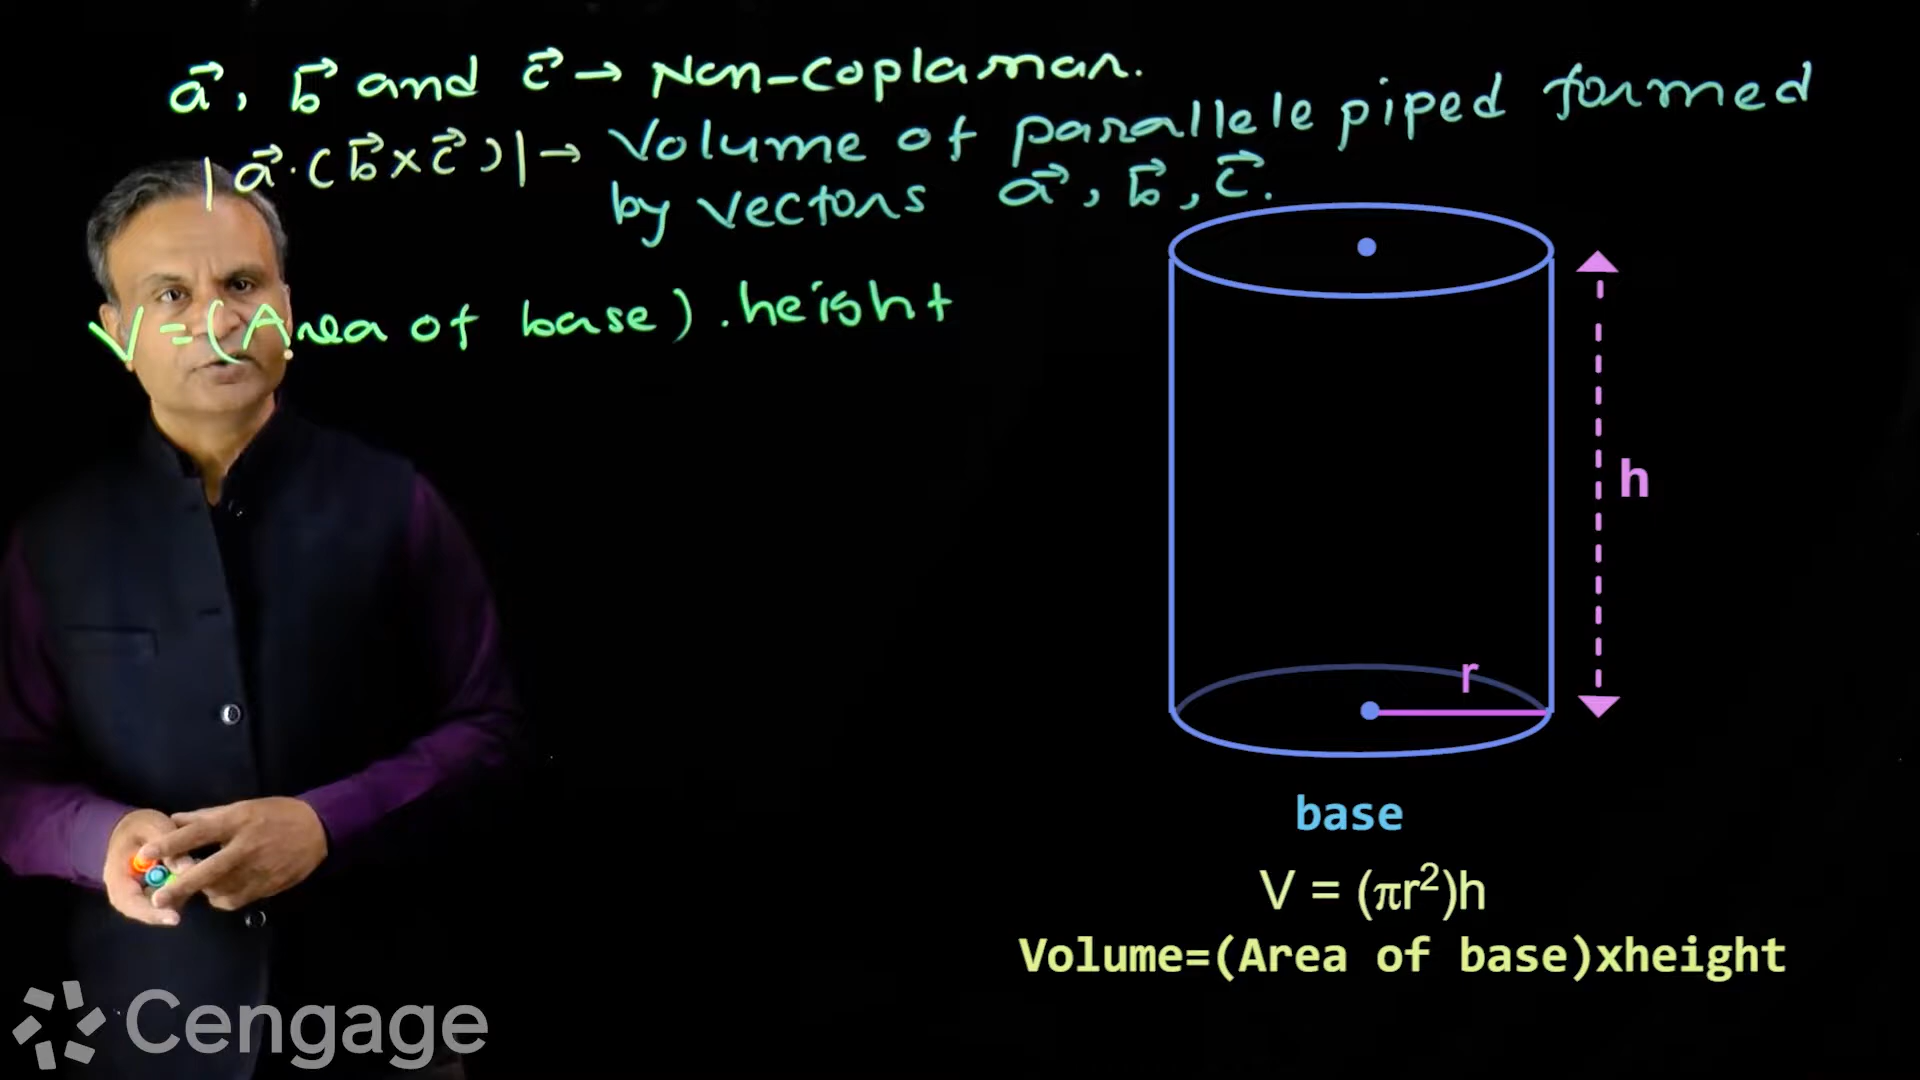 a⃗, b⃗ and c⃗ → Non-coplanar.
|a⃗·(b⃗×c⃗)| → Volume of parallelepiped formed
by vectors a⃗, b⃗, c⃗.
V=(Area of base).height
h
r
base
V = (πr²)h
Volume=(Area of base)xheight
Cengage